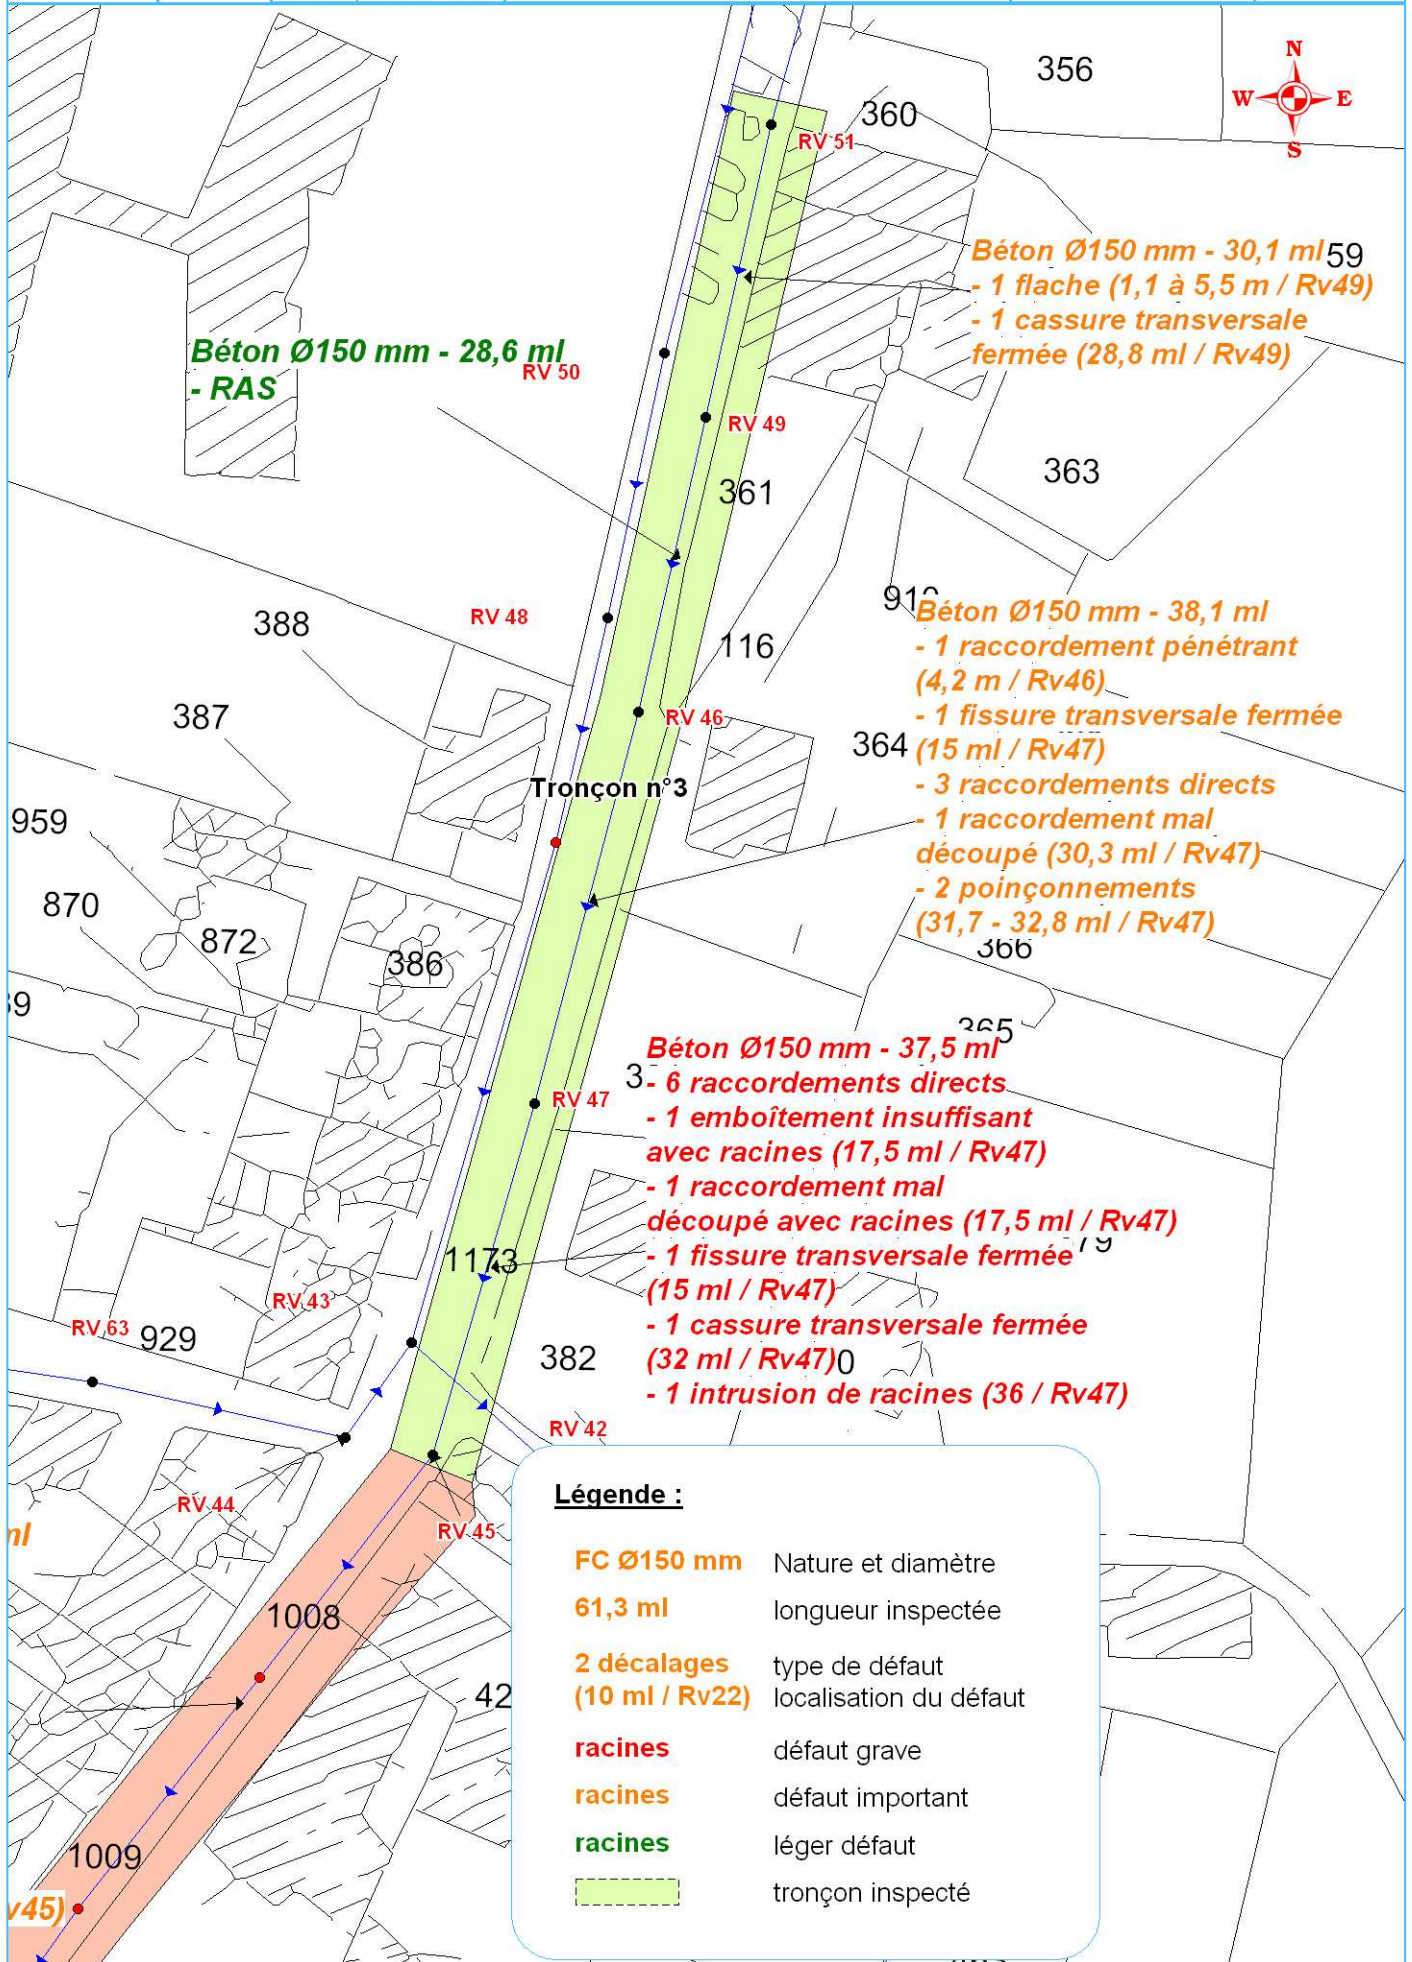 356
N
W E
S
360
RV 51
Béton Ø150 mm - 30,1 ml
59
- 1 flache (1,1 à 5,5 m / Rv49)
- 1 cassure transversale
fermée (28,8 ml / Rv49)
Béton Ø150 mm - 28,6 ml
- RAS
RV 50
RV 49
363
361
388
RV 48
116
Béton Ø150 mm - 38,1 ml
- 1 raccordement pénétrant
(4,2 m / Rv46)
- 1 fissure transversale fermée
(15 ml / Rv47)
- 3 raccordements directs
- 1 raccordement mal
découpé (30,3 ml / Rv47)
- 2 poinçonnements
(31,7 - 32,8 ml / Rv47)
387
RV 46
364
Tronçon n°3
959
870
872
386
366
39
365
Béton Ø150 mm - 37,5 ml
- 6 raccordements directs
- 1 emboîtement insuffisant
avec racines (17,5 ml / Rv47)
- 1 raccordement mal
découpé avec racines (17,5 ml / Rv47)
- 1 fissure transversale fermée
(15 ml / Rv47)
- 1 cassure transversale fermée
(32 ml / Rv47)
- 1 intrusion de racines (36 / Rv47)
RV 47
1173
RV 43
RV 63
929
382
RV 42
RV 44
RV 45
ml
1008
42
1009
v45)
Légende :
FC Ø150 mm Nature et diamètre
61,3 ml longueur inspectée
2 décalages type de défaut
(10 ml / Rv22) localisation du défaut
racines défaut grave
racines défaut important
racines léger défaut
tronçon inspecté